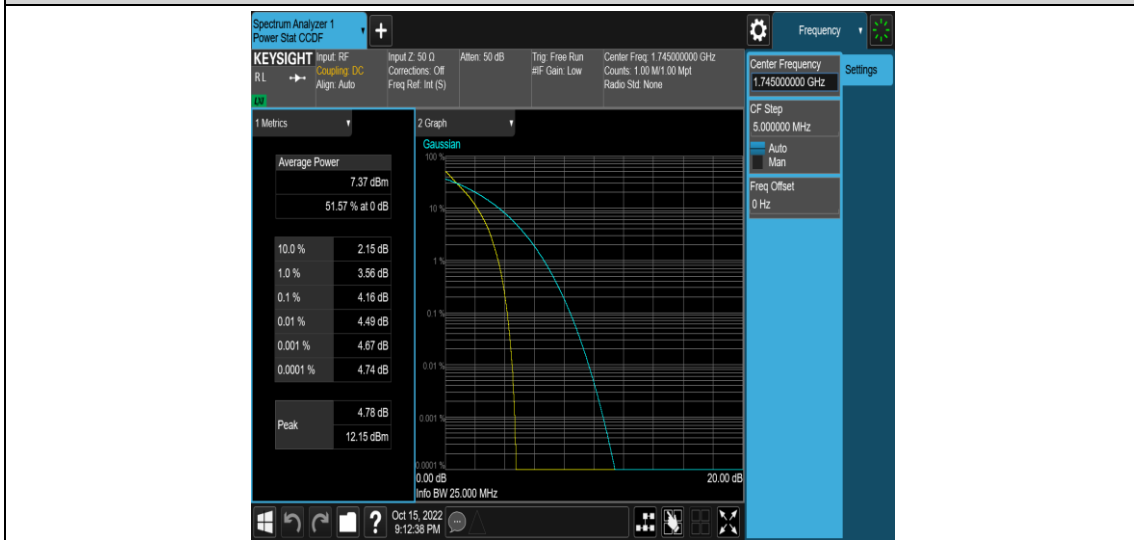 Spectrum Analyzer 1
Power Stat CCDF
+
Frequency
KEYSIGHT
RL
LXI
Input: RF
Coupling: DC
Align: Auto
Input Z: 50 Ω
Corrections: Off
Freq Ref: Int (S)
Atten: 50 dB
Trig: Free Run
#IF Gain: Low
Center Freq: 1.745000000 GHz
Counts: 1.00 M/1.00 Mpt
Radio Std: None
Center Frequency
1.745000000 GHz
Settings
CF Step
5.000000 MHz
Auto
Man
Freq Offset
0 Hz
1 Metrics
Average Power
7.37 dBm
51.57 % at 0 dB
10.0 % 2.15 dB
1.0 % 3.56 dB
0.1 % 4.16 dB
0.01 % 4.49 dB
0.001 % 4.67 dB
0.0001 % 4.74 dB
Peak
4.78 dB
12.15 dBm
2 Graph
Gaussian
100 %
10 %
1 %
0.1 %
0.01 %
0.001 %
0.0001 %
0.00 dB 20.00 dB
Info BW 25.000 MHz
?
Oct 15, 2022
9:12:38 PM